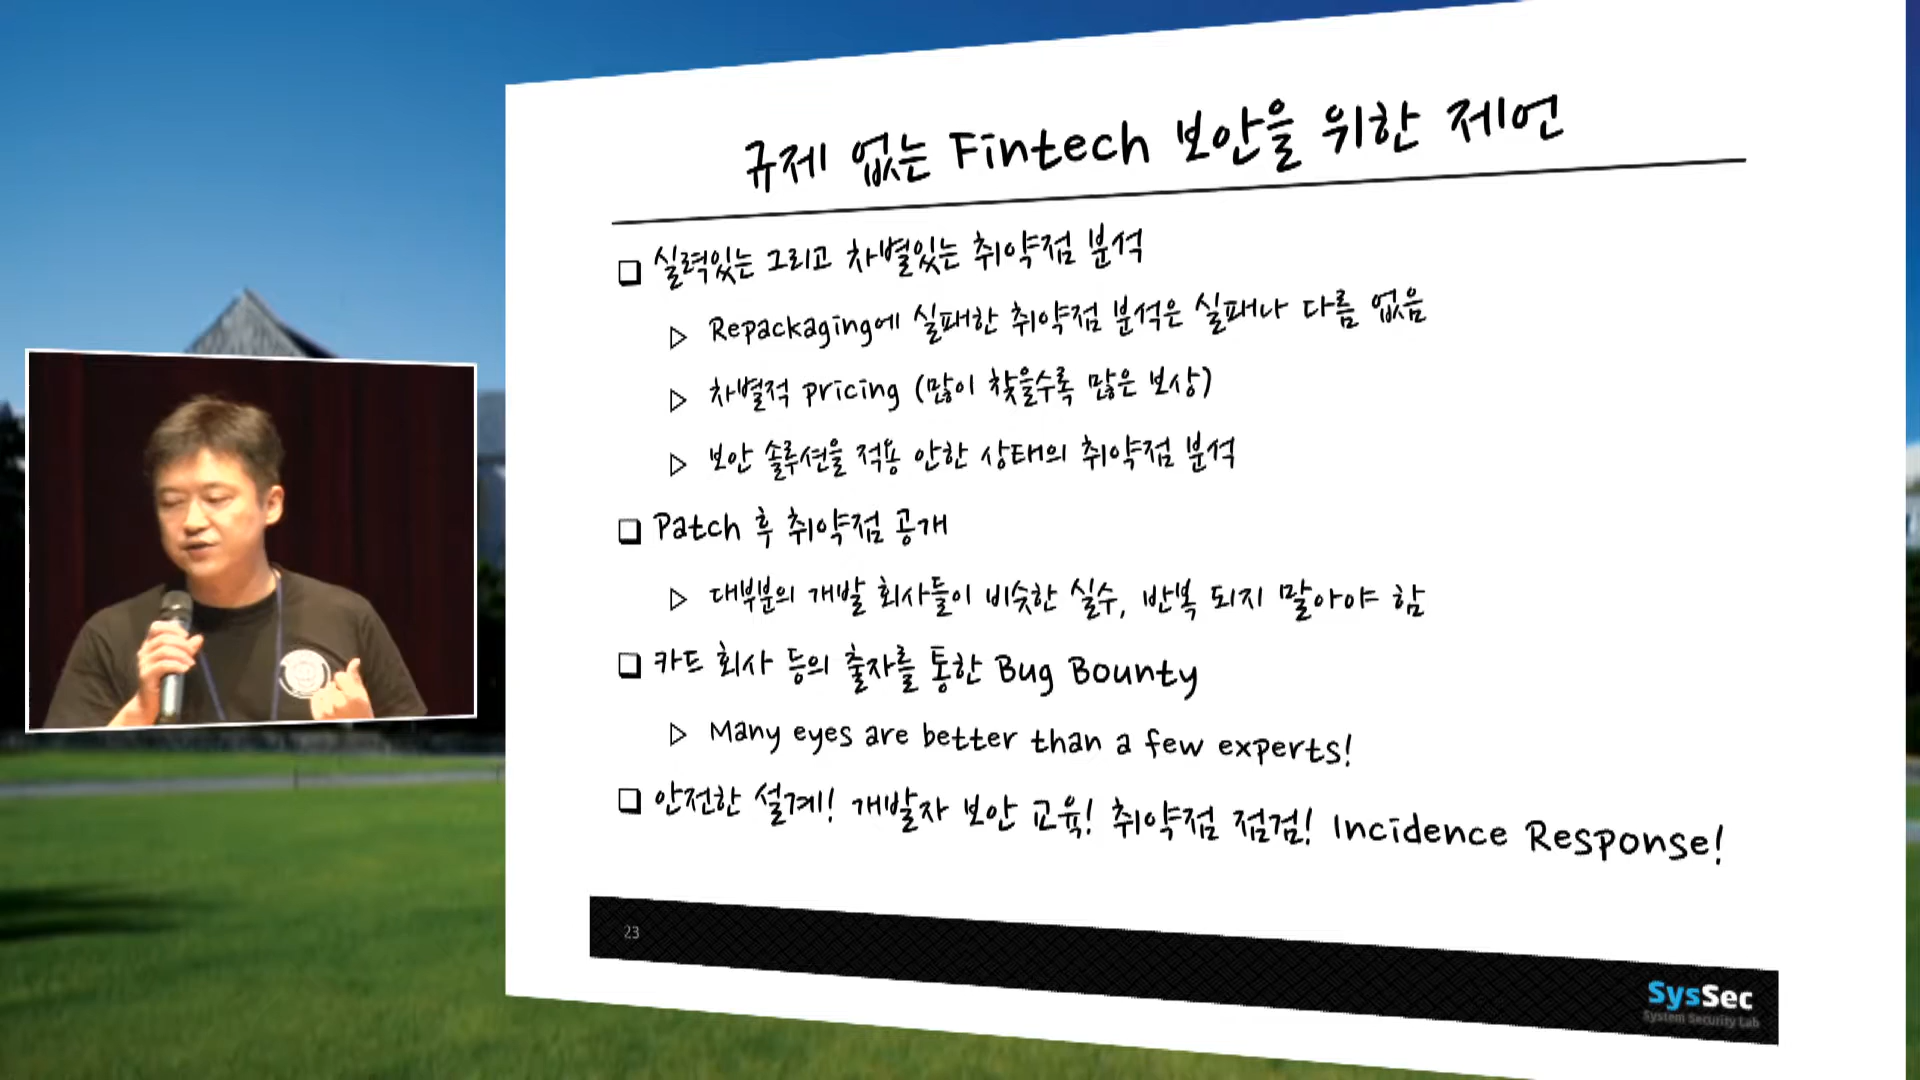 규제 없는 Fintech 보안을 위한 제언
실력있는 그리고 차별있는 취약점 분석
Repackaging에 실패한 취약점 분석은 실패나 다름 없음
차별적 pricing (많이 찾을수록 많은 보상)
보안 솔루션을 적용 안한 상태의 취약점 분석
Patch 후 취약점 공개
대부분의 개발 회사들이 비슷한 실수, 반복 되지 말아야 함
카드 회사 등의 출자를 통한 Bug Bounty
Many eyes are better than a few experts!
안전한 설계! 개발자 보안 교육! 취약점 점검! Incidence Response!
23
SysSec
System Security Lab